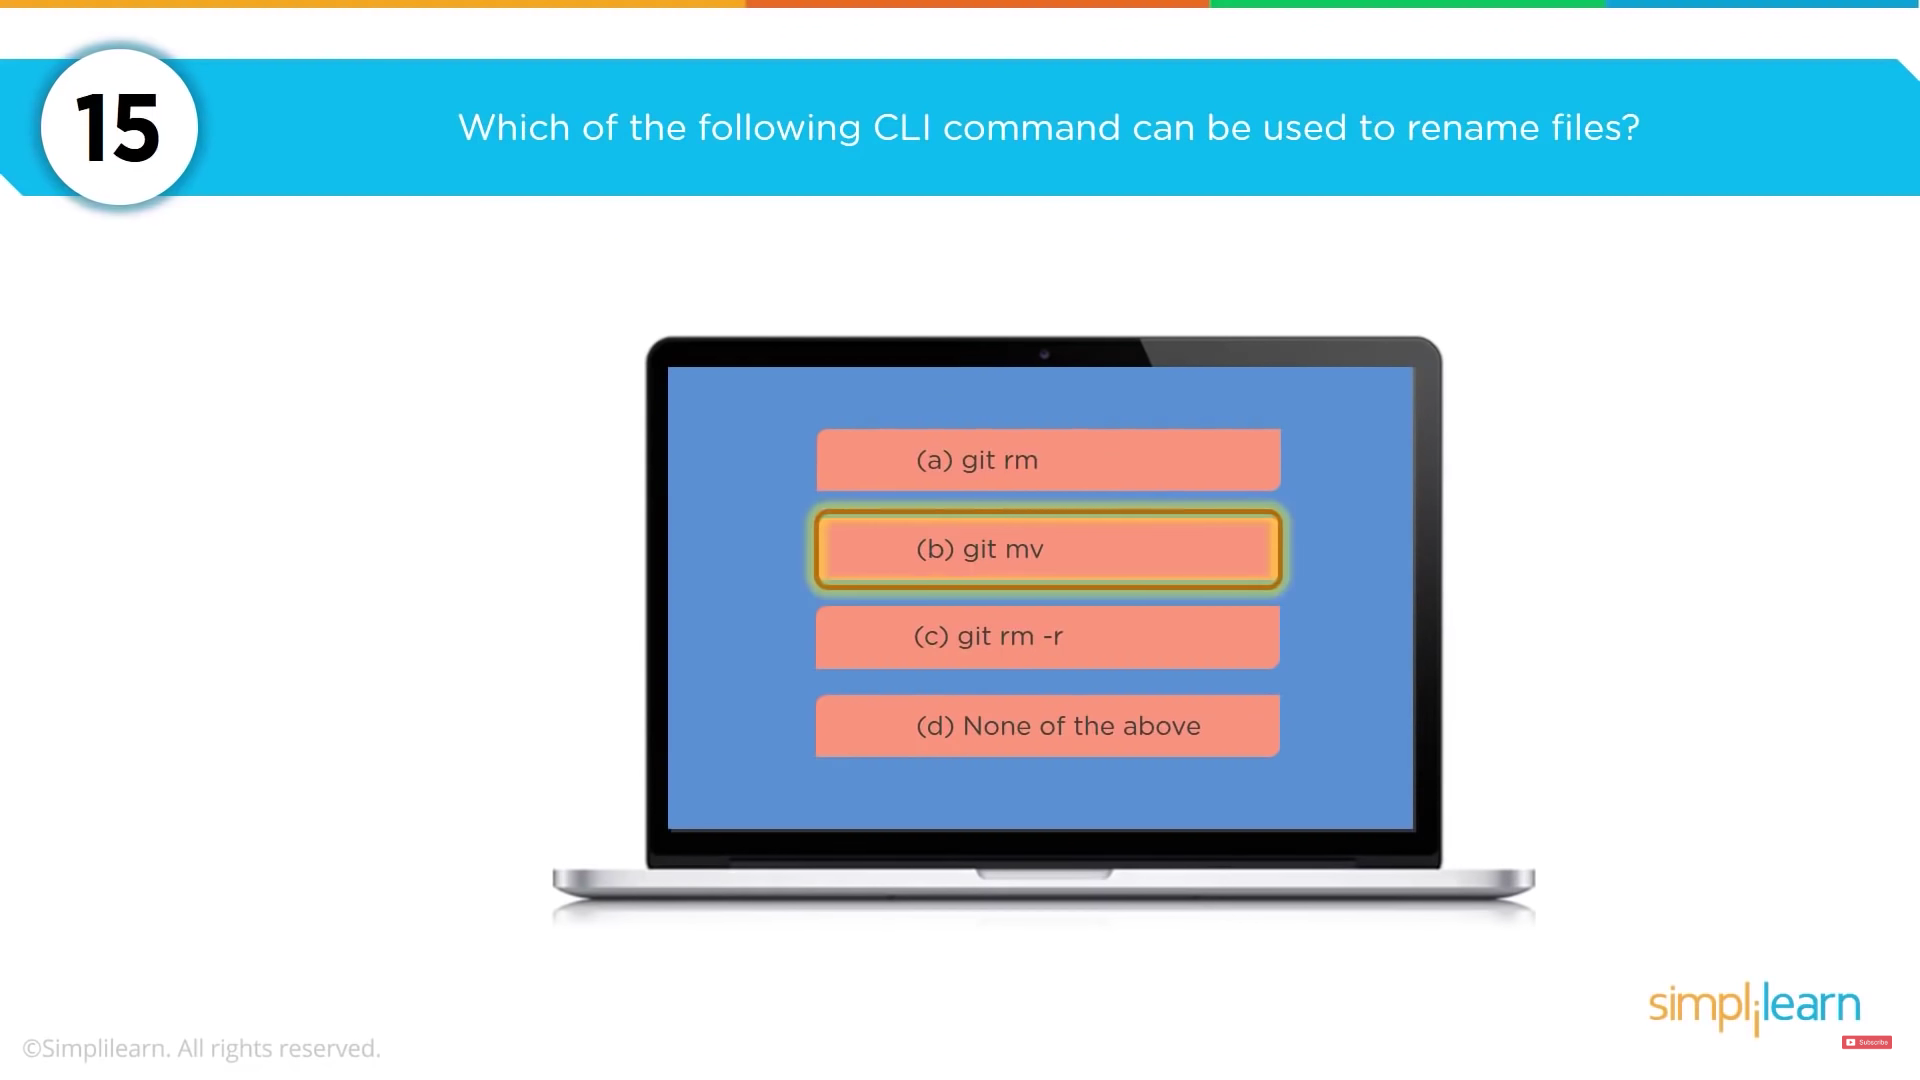 15
Which of the following CLI command can be used to rename files?
(a) git rm
(b) git mv
(c) git rm -r
(d) None of the above
simplilearn
Subscribe
©Simplilearn. All rights reserved.